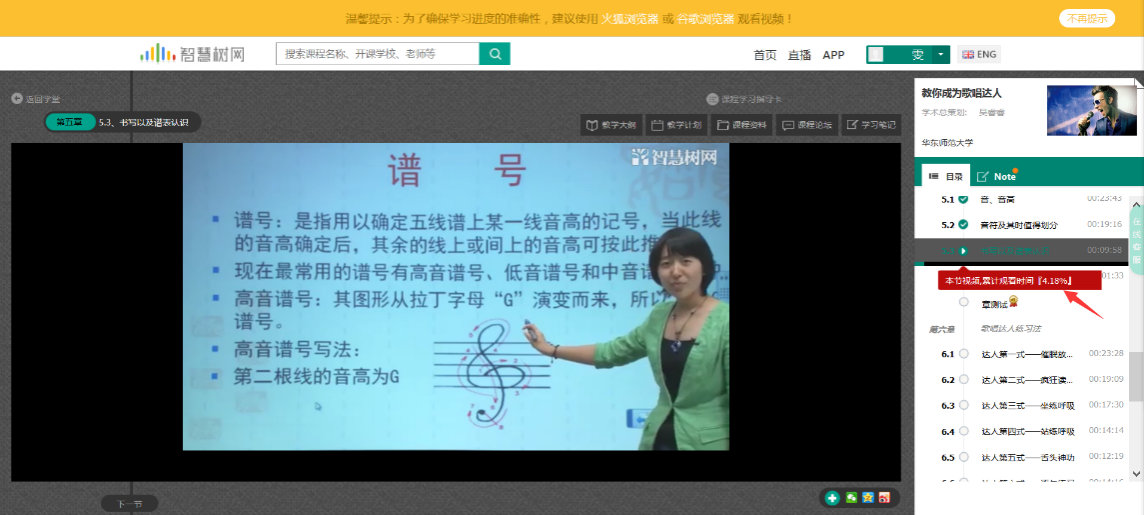 温馨提示：为了确保学习进度的准确性，建议使用 火狐浏览器 或 谷歌浏览器 观看视频！
不再提示
智慧树网
搜索课程名称、开课学校、老师等
首页 直播 APP
雯
ENG
返回学堂
课程学习指导卡
第五章 5.3、书写以及谱表认识
教学大纲 教学计划 课程资料 课程论坛 学习笔记
智慧树网
谱 号
谱号：是指用以确定五线谱上某一线音高的记号，当此线
的音高确定后，其余的线上或间上的音高可按此推
现在最常用的谱号有高音谱号、低音谱号和中音谱
高音谱号：其图形从拉丁字母“G”演变而来，所以
谱号。
高音谱号写法：
第二根线的音高为G
下一节
教你成为歌唱达人
学术总策划：
华东师范大学
目录 Note
5.1 音、音高 00:23:43
5.2 音符及其时值得划分 00:19:16
00:09:58
01:33
本节视频,累计观看时间『4.18%』
章测试
第六章 歌唱达人练习法
6.1 达人第一式——催眠放... 00:23:28
6.2 达人第二式——疯狂读... 00:19:09
6.3 达人第三式——坐练呼吸 00:17:30
6.4 达人第四式——站练呼吸 00:14:14
6.5 达人第五式——舌头神功 00:12:19
在线客服